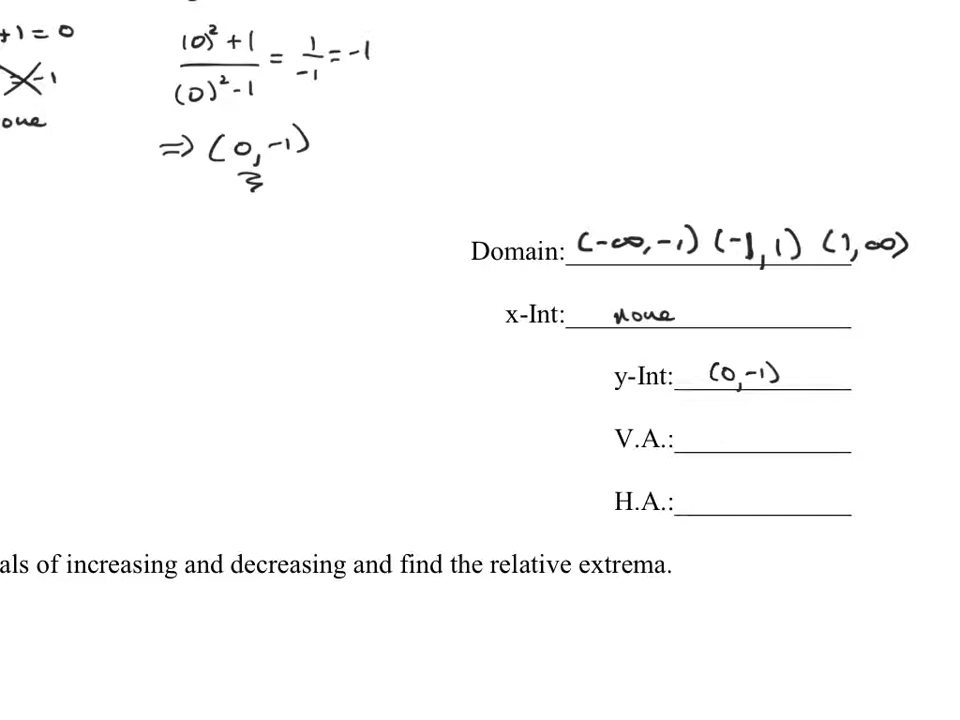 +1 = 0
(0)² + 1
(0)² - 1
= 1/-1 = -1
= -1
one
=> (0, -1)
Domain: (-∞, -1) (-1, 1) (1, ∞)
x-Int: none
y-Int: (0, -1)
V.A.:
H.A.:
als of increasing and decreasing and find the relative extrema.